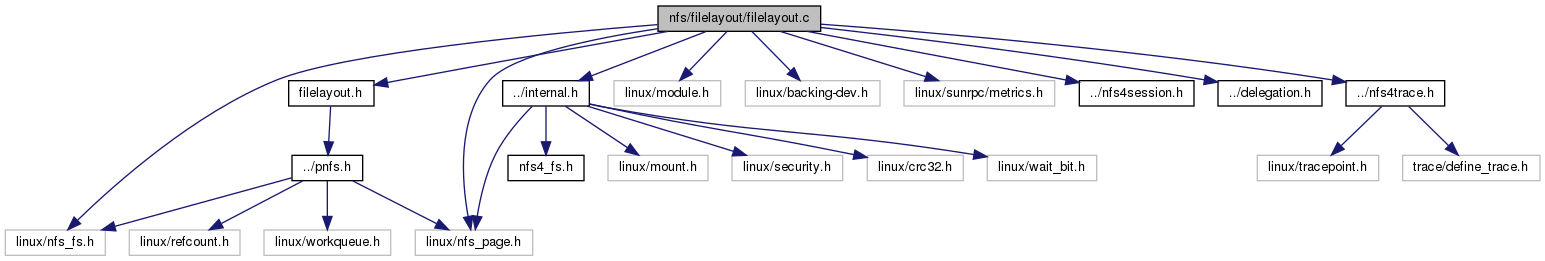 nfs/filelayout/filelayout.c
filelayout.h
../internal.h
linux/module.h
linux/backing-dev.h
linux/sunrpc/metrics.h
../nfs4session.h
../delegation.h
../nfs4trace.h
../pnfs.h
nfs4_fs.h
linux/mount.h
linux/security.h
linux/crc32.h
linux/wait_bit.h
linux/tracepoint.h
trace/define_trace.h
linux/nfs_fs.h
linux/refcount.h
linux/workqueue.h
linux/nfs_page.h